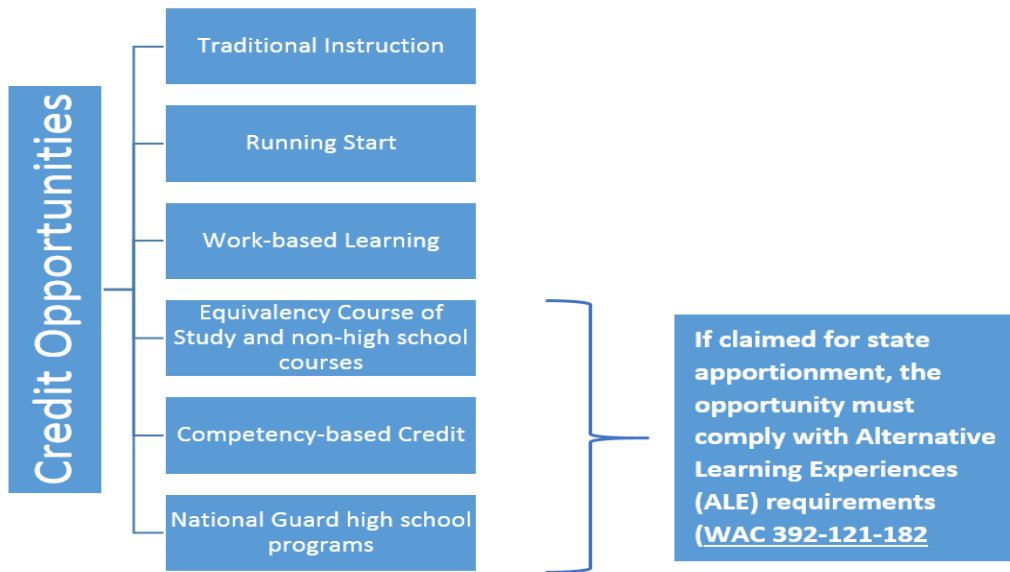 Credit Opportunities
Traditional Instruction
Running Start
Work-based Learning
Equivalency Course of
Study and non-high school
courses
Competency-based Credit
National Guard high school
programs
If claimed for state
apportionment, the
opportunity must
comply with Alternative
Learning Experiences
(ALE) requirements
(WAC 392-121-182